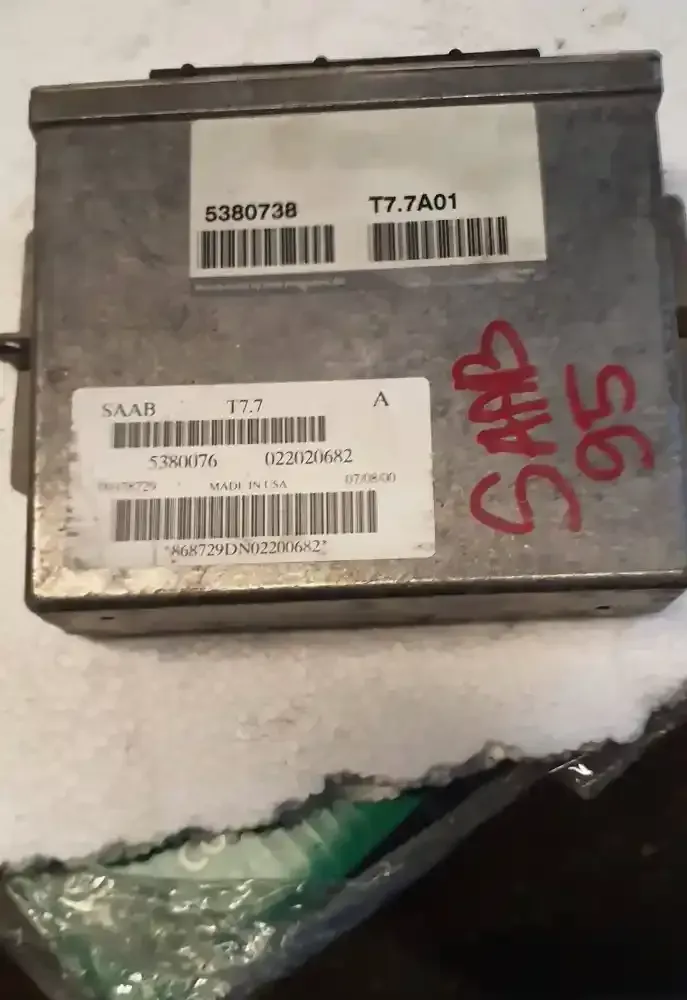 5380738 T7.7A01
SAAB T7.7 A
5380076 022020682
MADE IN USA 07/08/00
*868729DN02200682*
SAAB
95